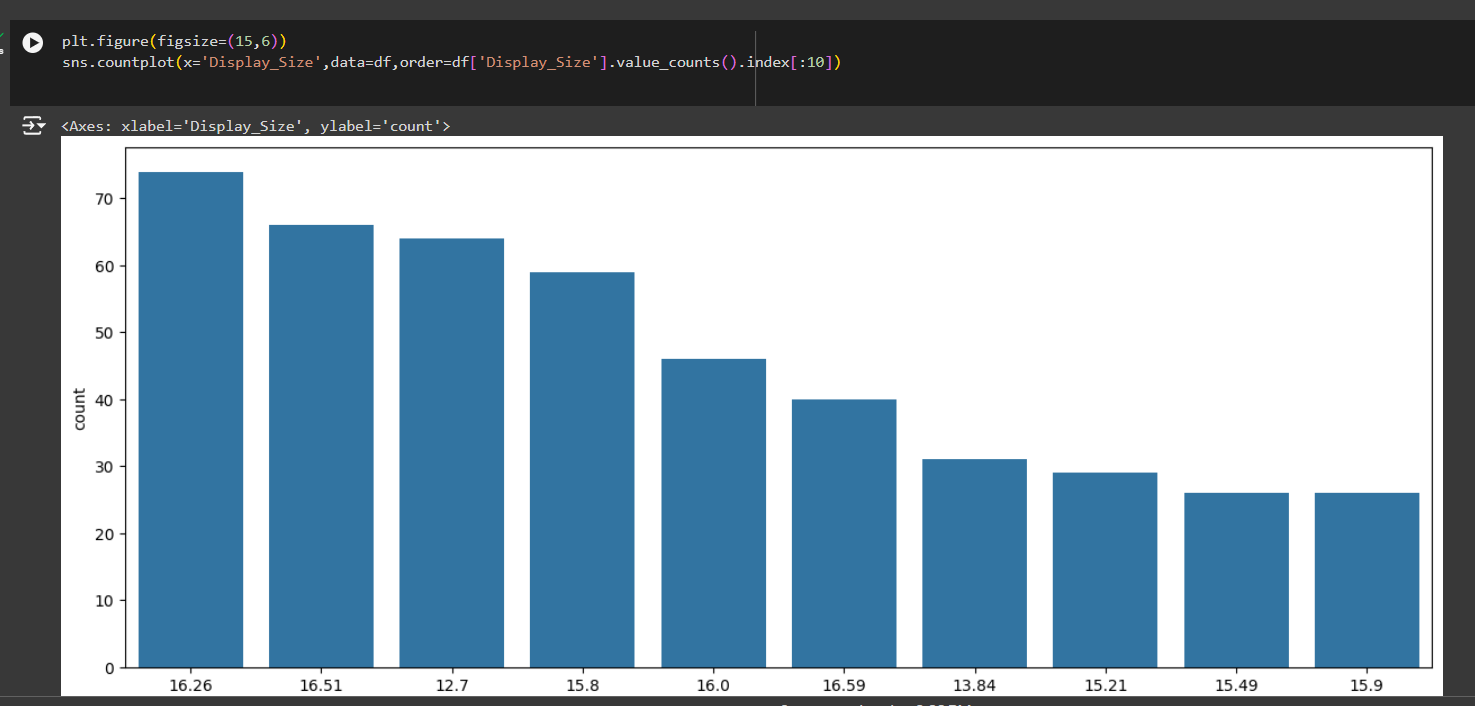 plt.figure(figsize=(15,6))
sns.countplot(x='Display_Size',data=df,order=df['Display_Size'].value_counts().index[:10])
<Axes: xlabel='Display_Size', ylabel='count'>
70
60
50
40
30
20
10
0
count
16.26 16.51 12.7 15.8 16.0 16.59 13.84 15.21 15.49 15.9